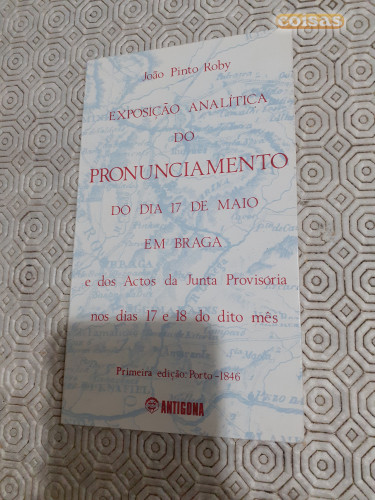 coisas
João Pinto Roby
EXPOSIÇÃO ANALÍTICA
DO
PRONUNCIAMENTO
DO DIA 17 DE MAIO
EM BRAGA
e dos Actos da Junta Provisória
nos dias 17 e 18 do dito mês
Primeira edição: Porto-1846
ANTIGONA